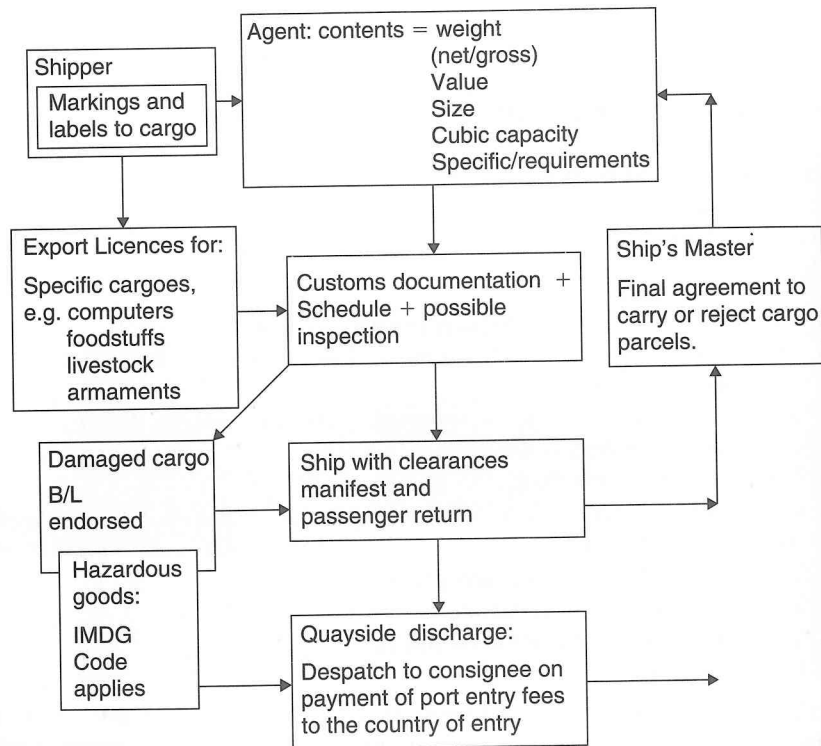 Agent: contents = weight
(net/gross)
Value
Size
Cubic capacity
Specific/requirements
Shipper
Markings and
labels to cargo
Export Licences for:
Specific cargoes,
e.g. computers
foodstuffs
livestock
armaments
Customs documentation +
Schedule + possible
inspection
Ship's Master
Final agreement to
carry or reject cargo
parcels.
Damaged cargo
B/L
endorsed
Ship with clearances
manifest and
passenger return
Hazardous
goods:
IMDG
Code
applies
Quayside discharge:
Despatch to consignee on
payment of port entry fees
to the country of entry